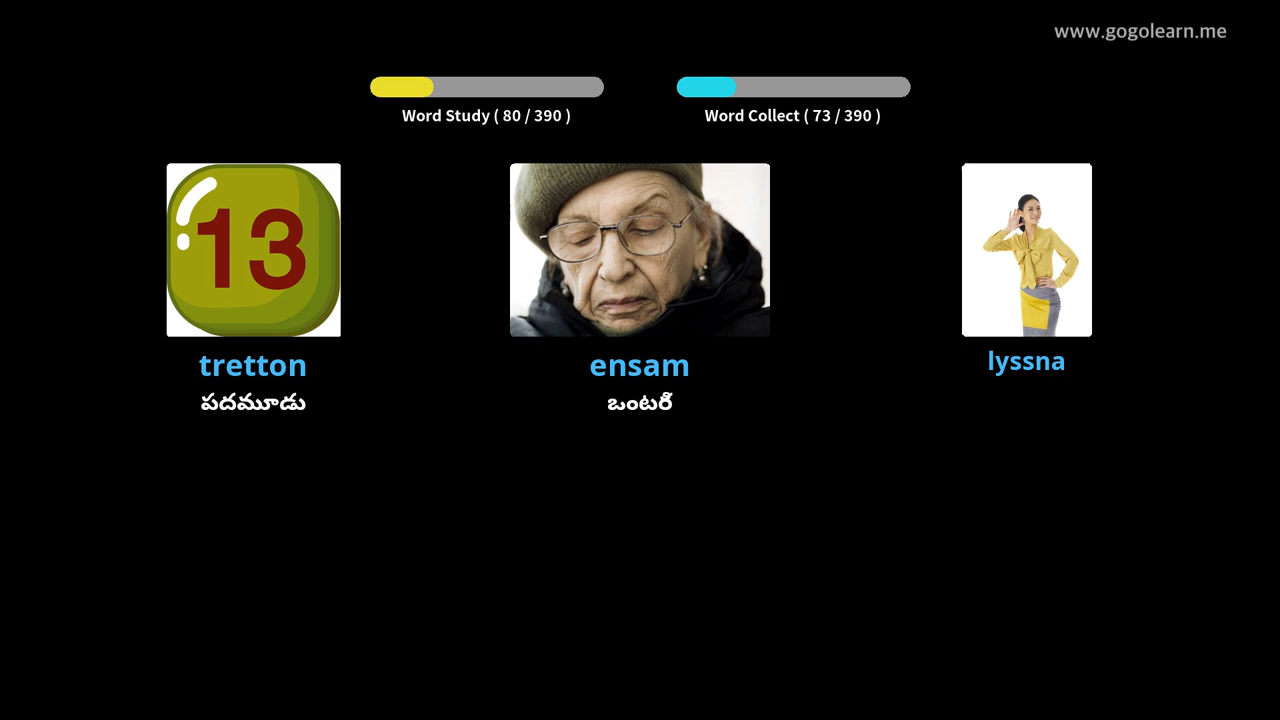 www.gogolearn.me
Word Study ( 80 / 390 )
Word Collect ( 73 / 390 )
13
tretton
ensam
lyssna
పదమూడు
ఒంటరి